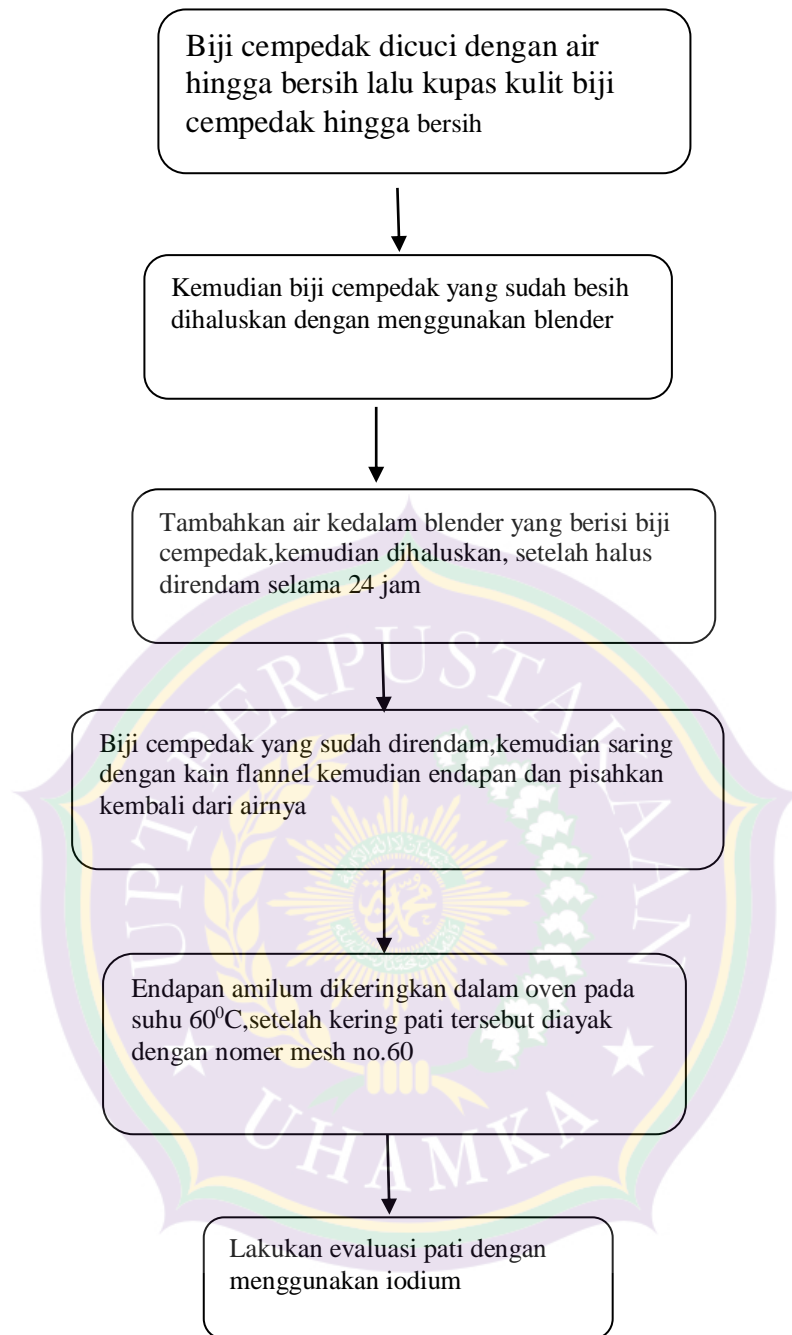 Biji cempedak dicuci dengan air
hingga bersih lalu kupas kulit biji
cempedak hingga bersih
Kemudian biji cempedak yang sudah besih
dihaluskan dengan menggunakan blender
Tambahkan air kedalam blender yang berisi biji
cempedak,kemudian dihaluskan, setelah halus
direndam selama 24 jam
Biji cempedak yang sudah direndam,kemudian saring
dengan kain flannel kemudian endapan dan pisahkan
kembali dari airnya
Endapan amilum dikeringkan dalam oven pada
suhu 60⁰C,setelah kering pati tersebut diayak
dengan nomer mesh no.60
Lakukan evaluasi pati dengan
menggunakan iodium
UPT PERPUSTAKAAN
UHAMKA